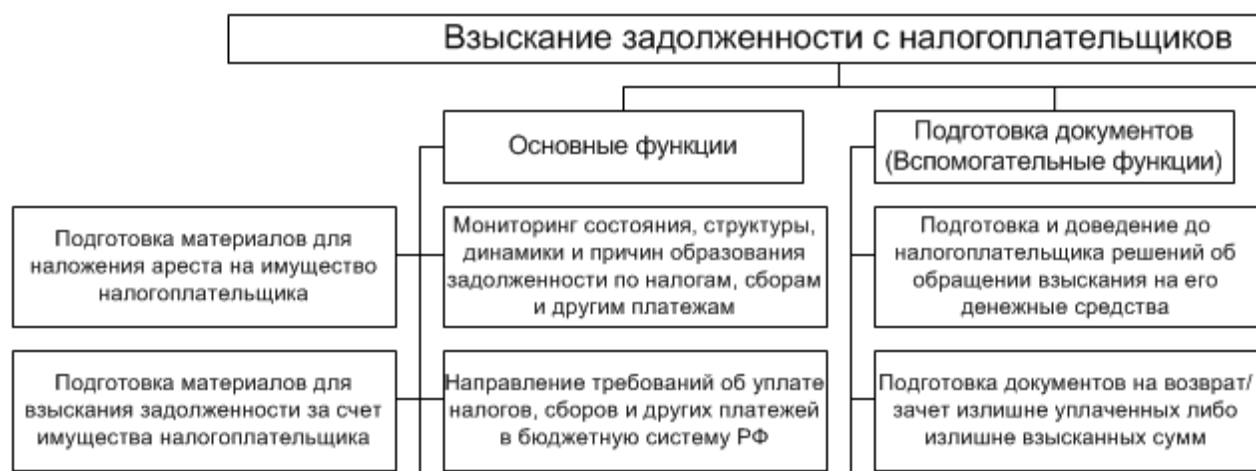 Взыскание задолженности с налогоплательщиков
Основные функции
Подготовка документов
(Вспомогательные функции)
Подготовка материалов для
наложения ареста на имущество
налогоплательщика
Мониторинг состояния, структуры,
динамики и причин образования
задолженности по налогам, сборам
и другим платежам
Подготовка и доведение до
налогоплательщика решений об
обращении взыскания на его
денежные средства
Подготовка материалов для
взыскания задолженности за счет
имущества налогоплательщика
Направление требований об уплате
налогов, сборов и других платежей
в бюджетную систему РФ
Подготовка документов на возврат/
зачет излишне уплаченных либо
излишне взысканных сумм